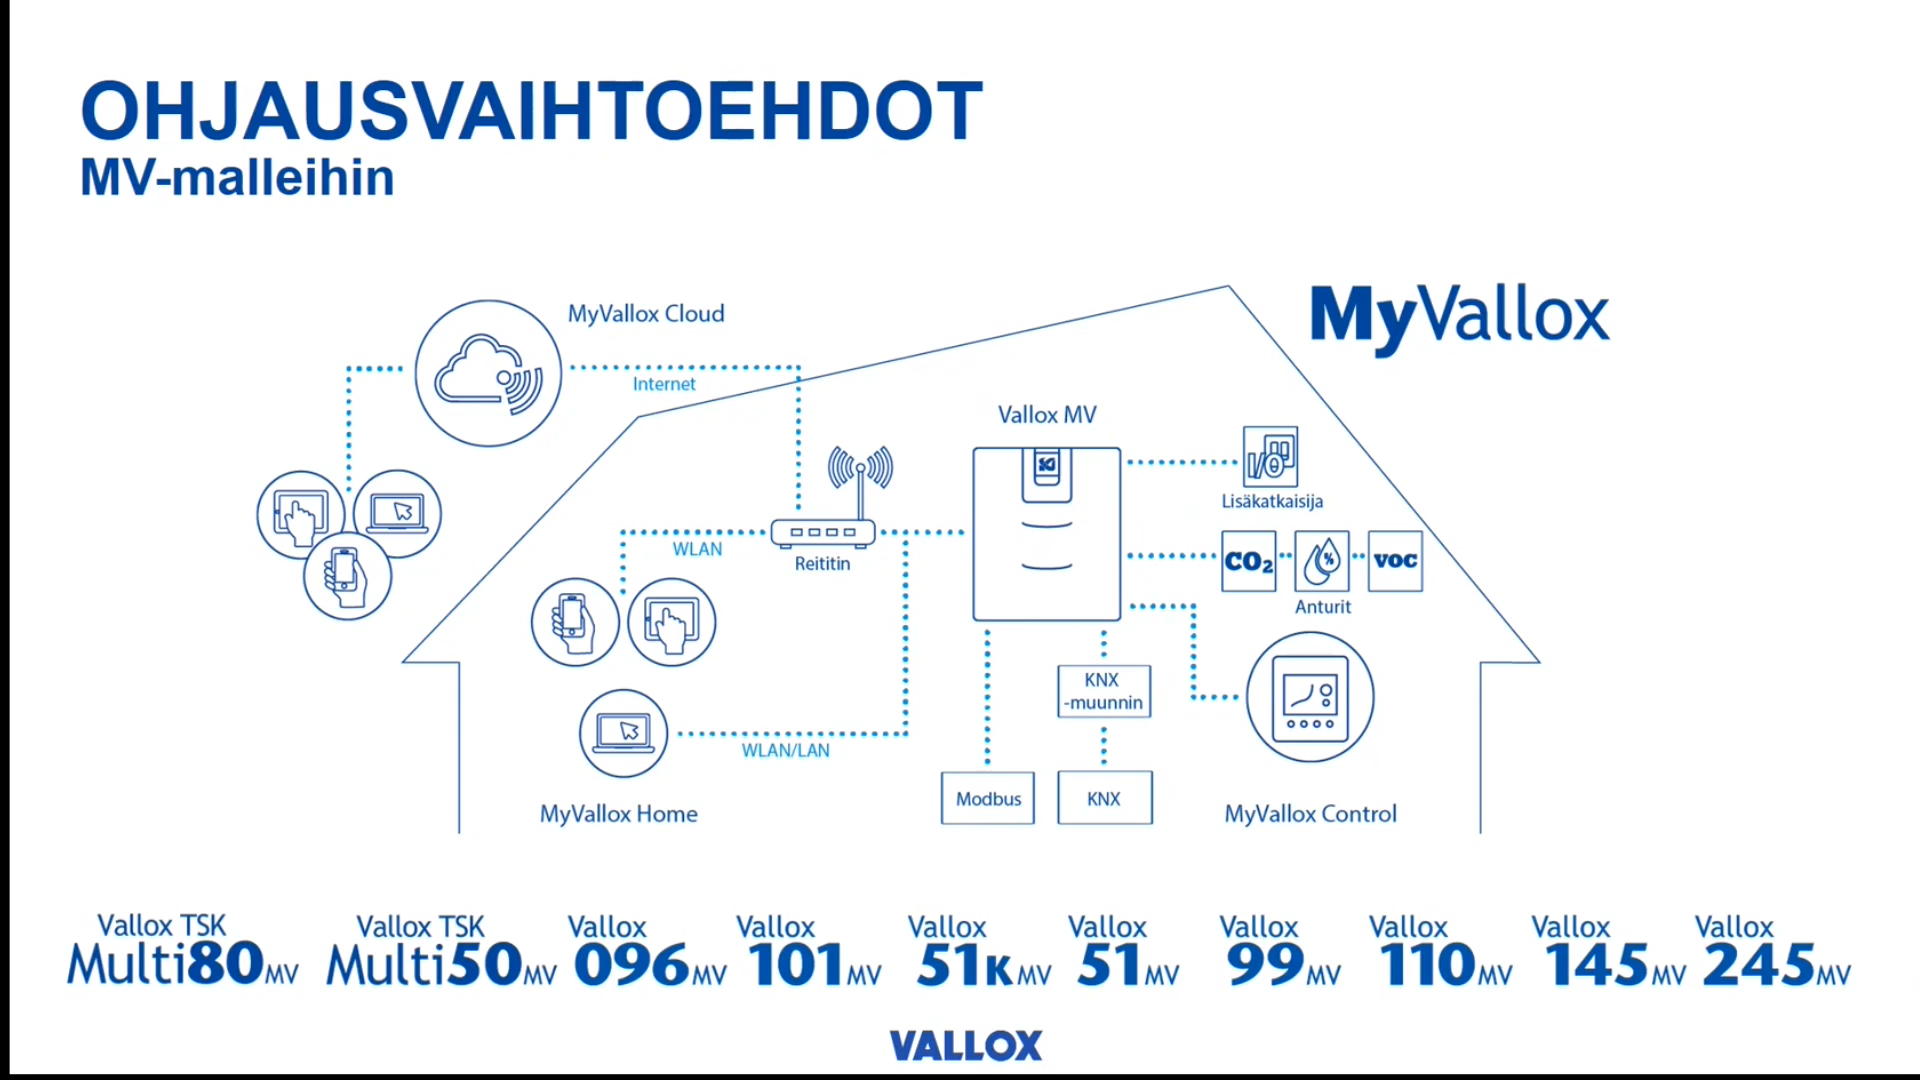 OHJAUSVAIHTOEHDOT
MV-malleihin
MyVallox
MyVallox Cloud
Internet
Vallox MV
Lisäkatkaisija
WLAN
Reititin
CO₂
%
VOC
Anturit
KNX
-muunnin
WLAN/LAN
Modbus
KNX
MyVallox Home
MyVallox Control
Vallox TSK
Multi80MV
Vallox TSK
Multi50MV
Vallox
096MV
Vallox
101MV
Vallox
51KMV
Vallox
51MV
Vallox
99MV
Vallox
110MV
Vallox
145MV
Vallox
245MV
VALLOX